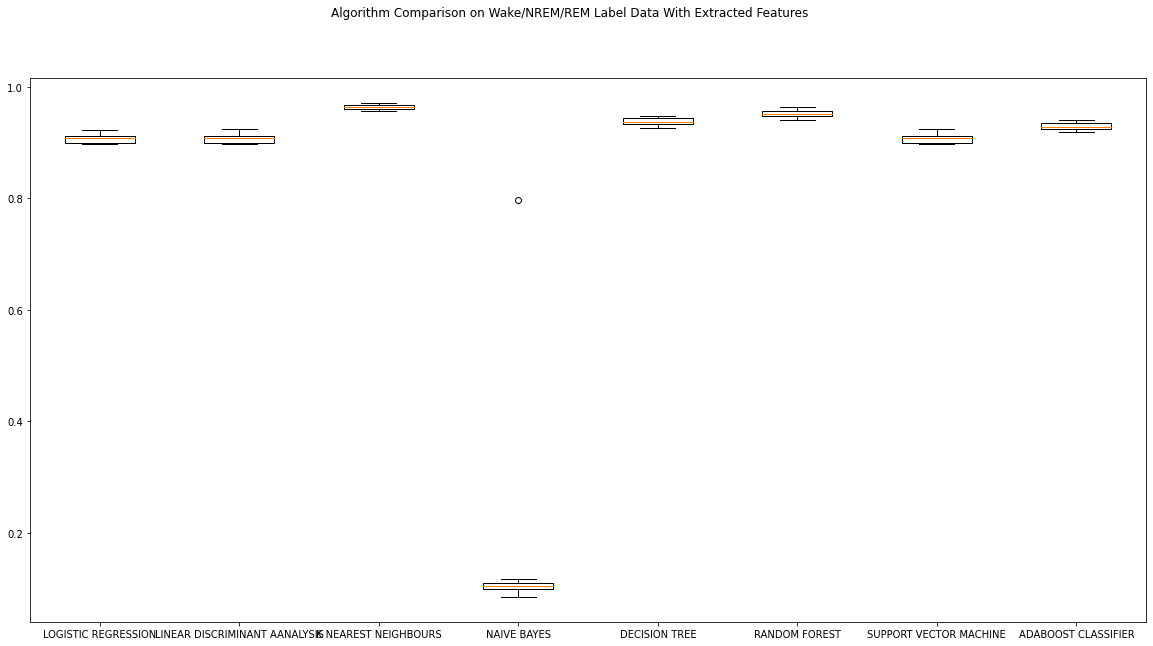 Algorithm Comparison on Wake/NREM/REM Label Data With Extracted Features
1.0
0.8
0.6
0.4
0.2
LOGISTIC REGRESSION LINEAR DISCRIMINANT AANALYSIS K NEAREST NEIGHBOURS NAIVE BAYES DECISION TREE RANDOM FOREST SUPPORT VECTOR MACHINE ADABOOST CLASSIFIER